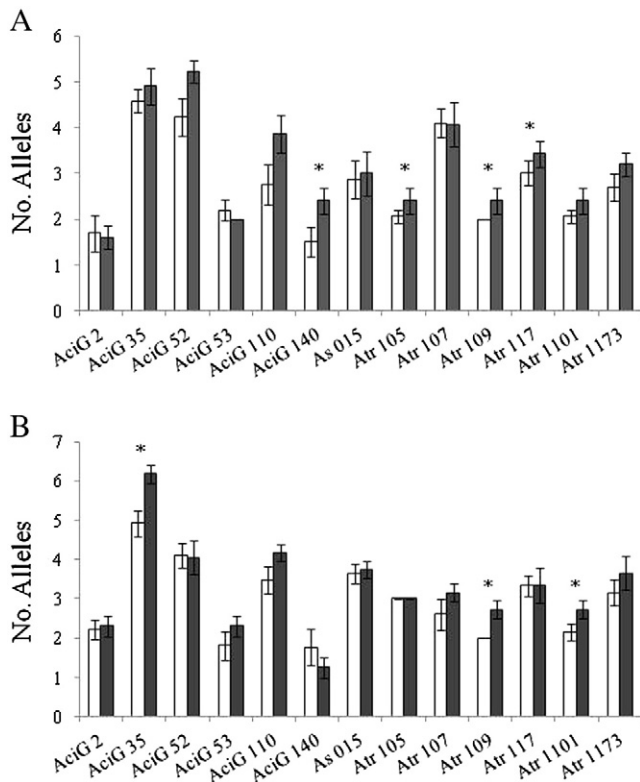 A
No. Alleles
6
5
4
3
2
1
0
* * * *
AciG 2 AciG 35 AciG 52 AciG 53 AciG 110 AciG 140 As 015 Atr 105 Atr 107 Atr 109 Atr 117 Atr 1101 Atr 1173
B
No. Alleles
7
6
5
4
3
2
1
0
* * *
AciG 2 AciG 35 AciG 52 AciG 53 AciG 110 AciG 140 As 015 Atr 105 Atr 107 Atr 109 Atr 117 Atr 1101 Atr 1173